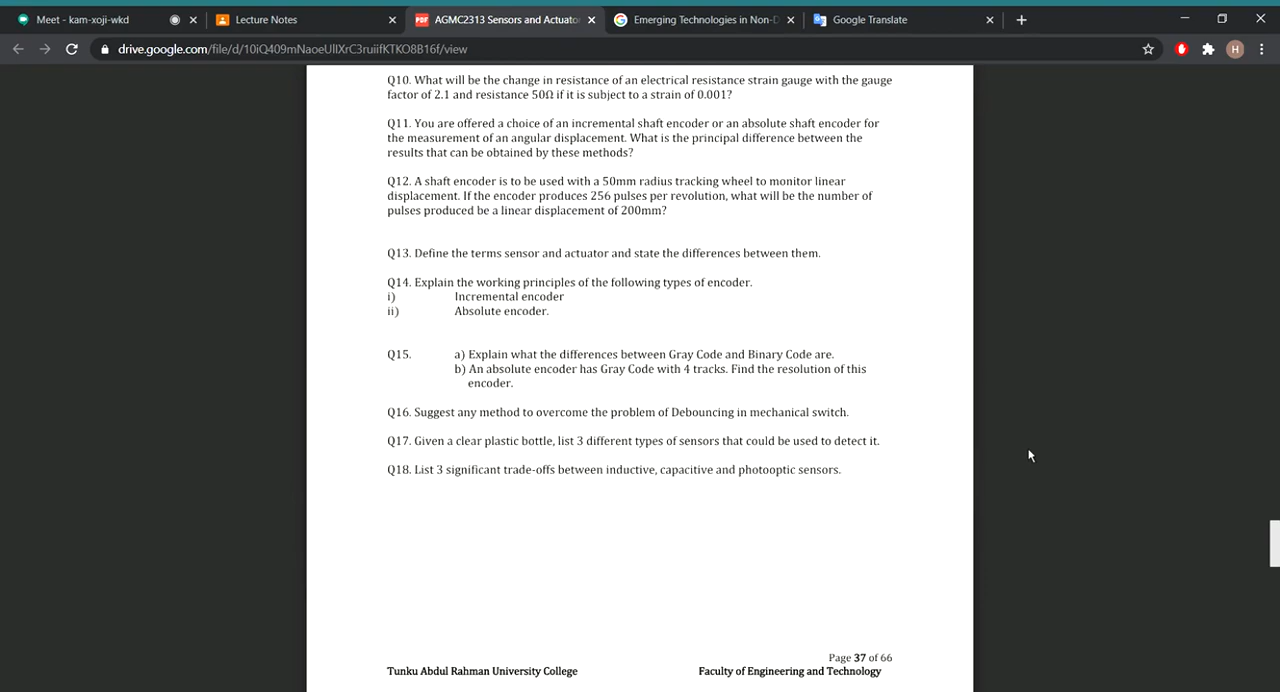 Meet - kam-xoji-wkd
Lecture Notes
PDF AGMC2313 Sensors and Actuato
Emerging Technologies in Non-D
Google Translate
drive.google.com/file/d/10iQ409mNaoeUIlXrC3ruiifKTKO8B16f/view
H
Q10. What will be the change in resistance of an electrical resistance strain gauge with the gauge
factor of 2.1 and resistance 50Ω if it is subject to a strain of 0.001?
Q11. You are offered a choice of an incremental shaft encoder or an absolute shaft encoder for
the measurement of an angular displacement. What is the principal difference between the
results that can be obtained by these methods?
Q12. A shaft encoder is to be used with a 50mm radius tracking wheel to monitor linear
displacement. If the encoder produces 256 pulses per revolution, what will be the number of
pulses produced be a linear displacement of 200mm?
Q13. Define the terms sensor and actuator and state the differences between them.
Q14. Explain the working principles of the following types of encoder.
i) Incremental encoder
ii) Absolute encoder.
Q15. a) Explain what the differences between Gray Code and Binary Code are.
b) An absolute encoder has Gray Code with 4 tracks. Find the resolution of this
encoder.
Q16. Suggest any method to overcome the problem of Debouncing in mechanical switch.
Q17. Given a clear plastic bottle, list 3 different types of sensors that could be used to detect it.
Q18. List 3 significant trade-offs between inductive, capacitive and photooptic sensors.
Page 37 of 66
Tunku Abdul Rahman University College Faculty of Engineering and Technology